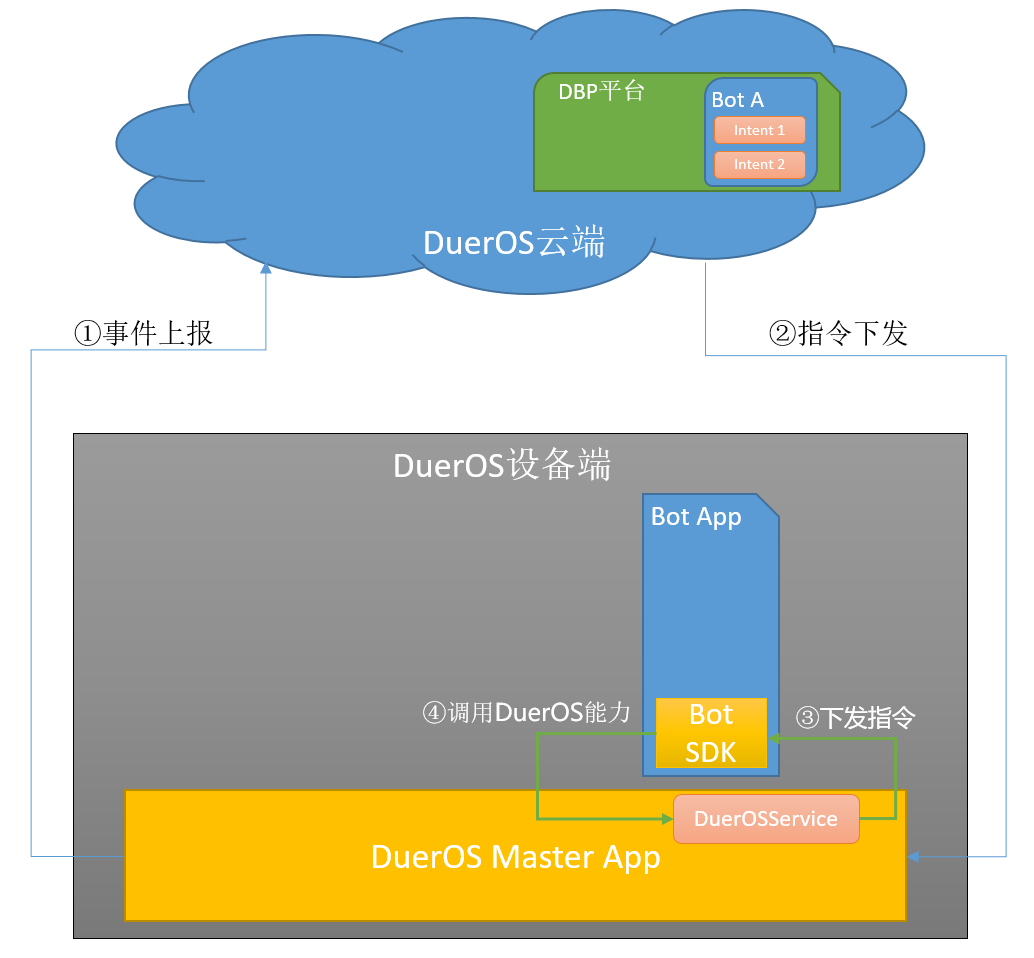 DBP平台
Bot A
Intent 1
Intent 2
DuerOS云端
①事件上报
②指令下发
DuerOS设备端
Bot App
④调用DuerOS能力
Bot
SDK
③下发指令
DuerOSService
DuerOS Master App